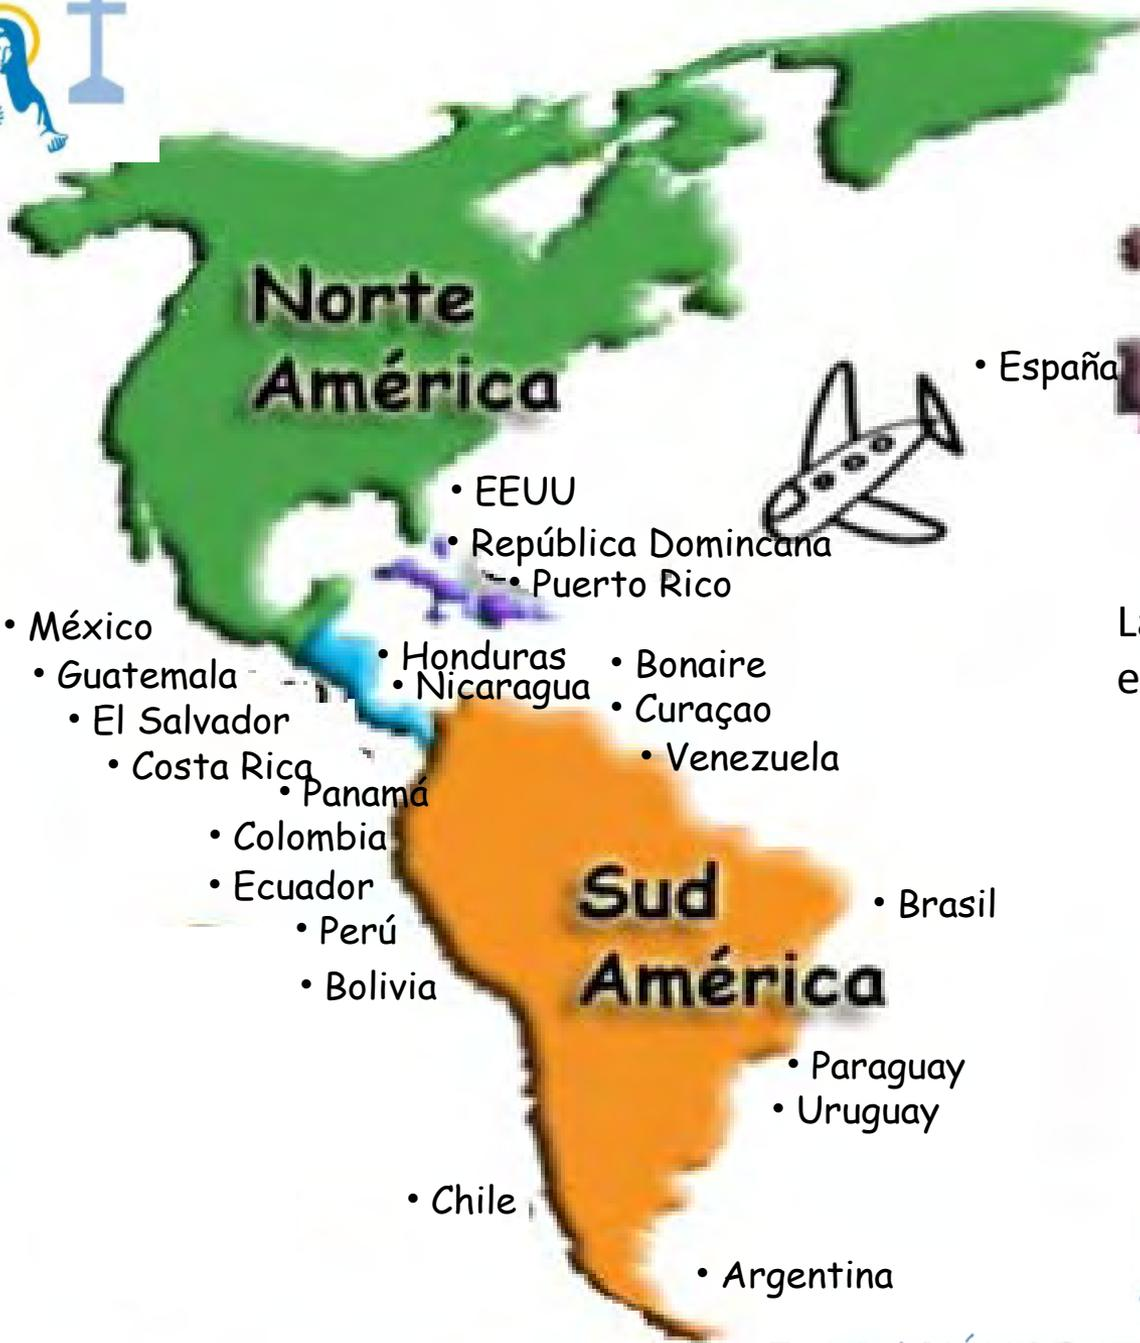 Norte
América
• España
• EEUU
• República Domincana
• Puerto Rico
• México
• Guatemala
• El Salvador
• Costa Rica
• Panamá
• Honduras
• Nicaragua
• Bonaire
• Curaçao
• Venezuela
• Colombia
• Ecuador
• Perú
• Bolivia
Sud
América
• Brasil
• Paraguay
• Uruguay
• Chile
• Argentina